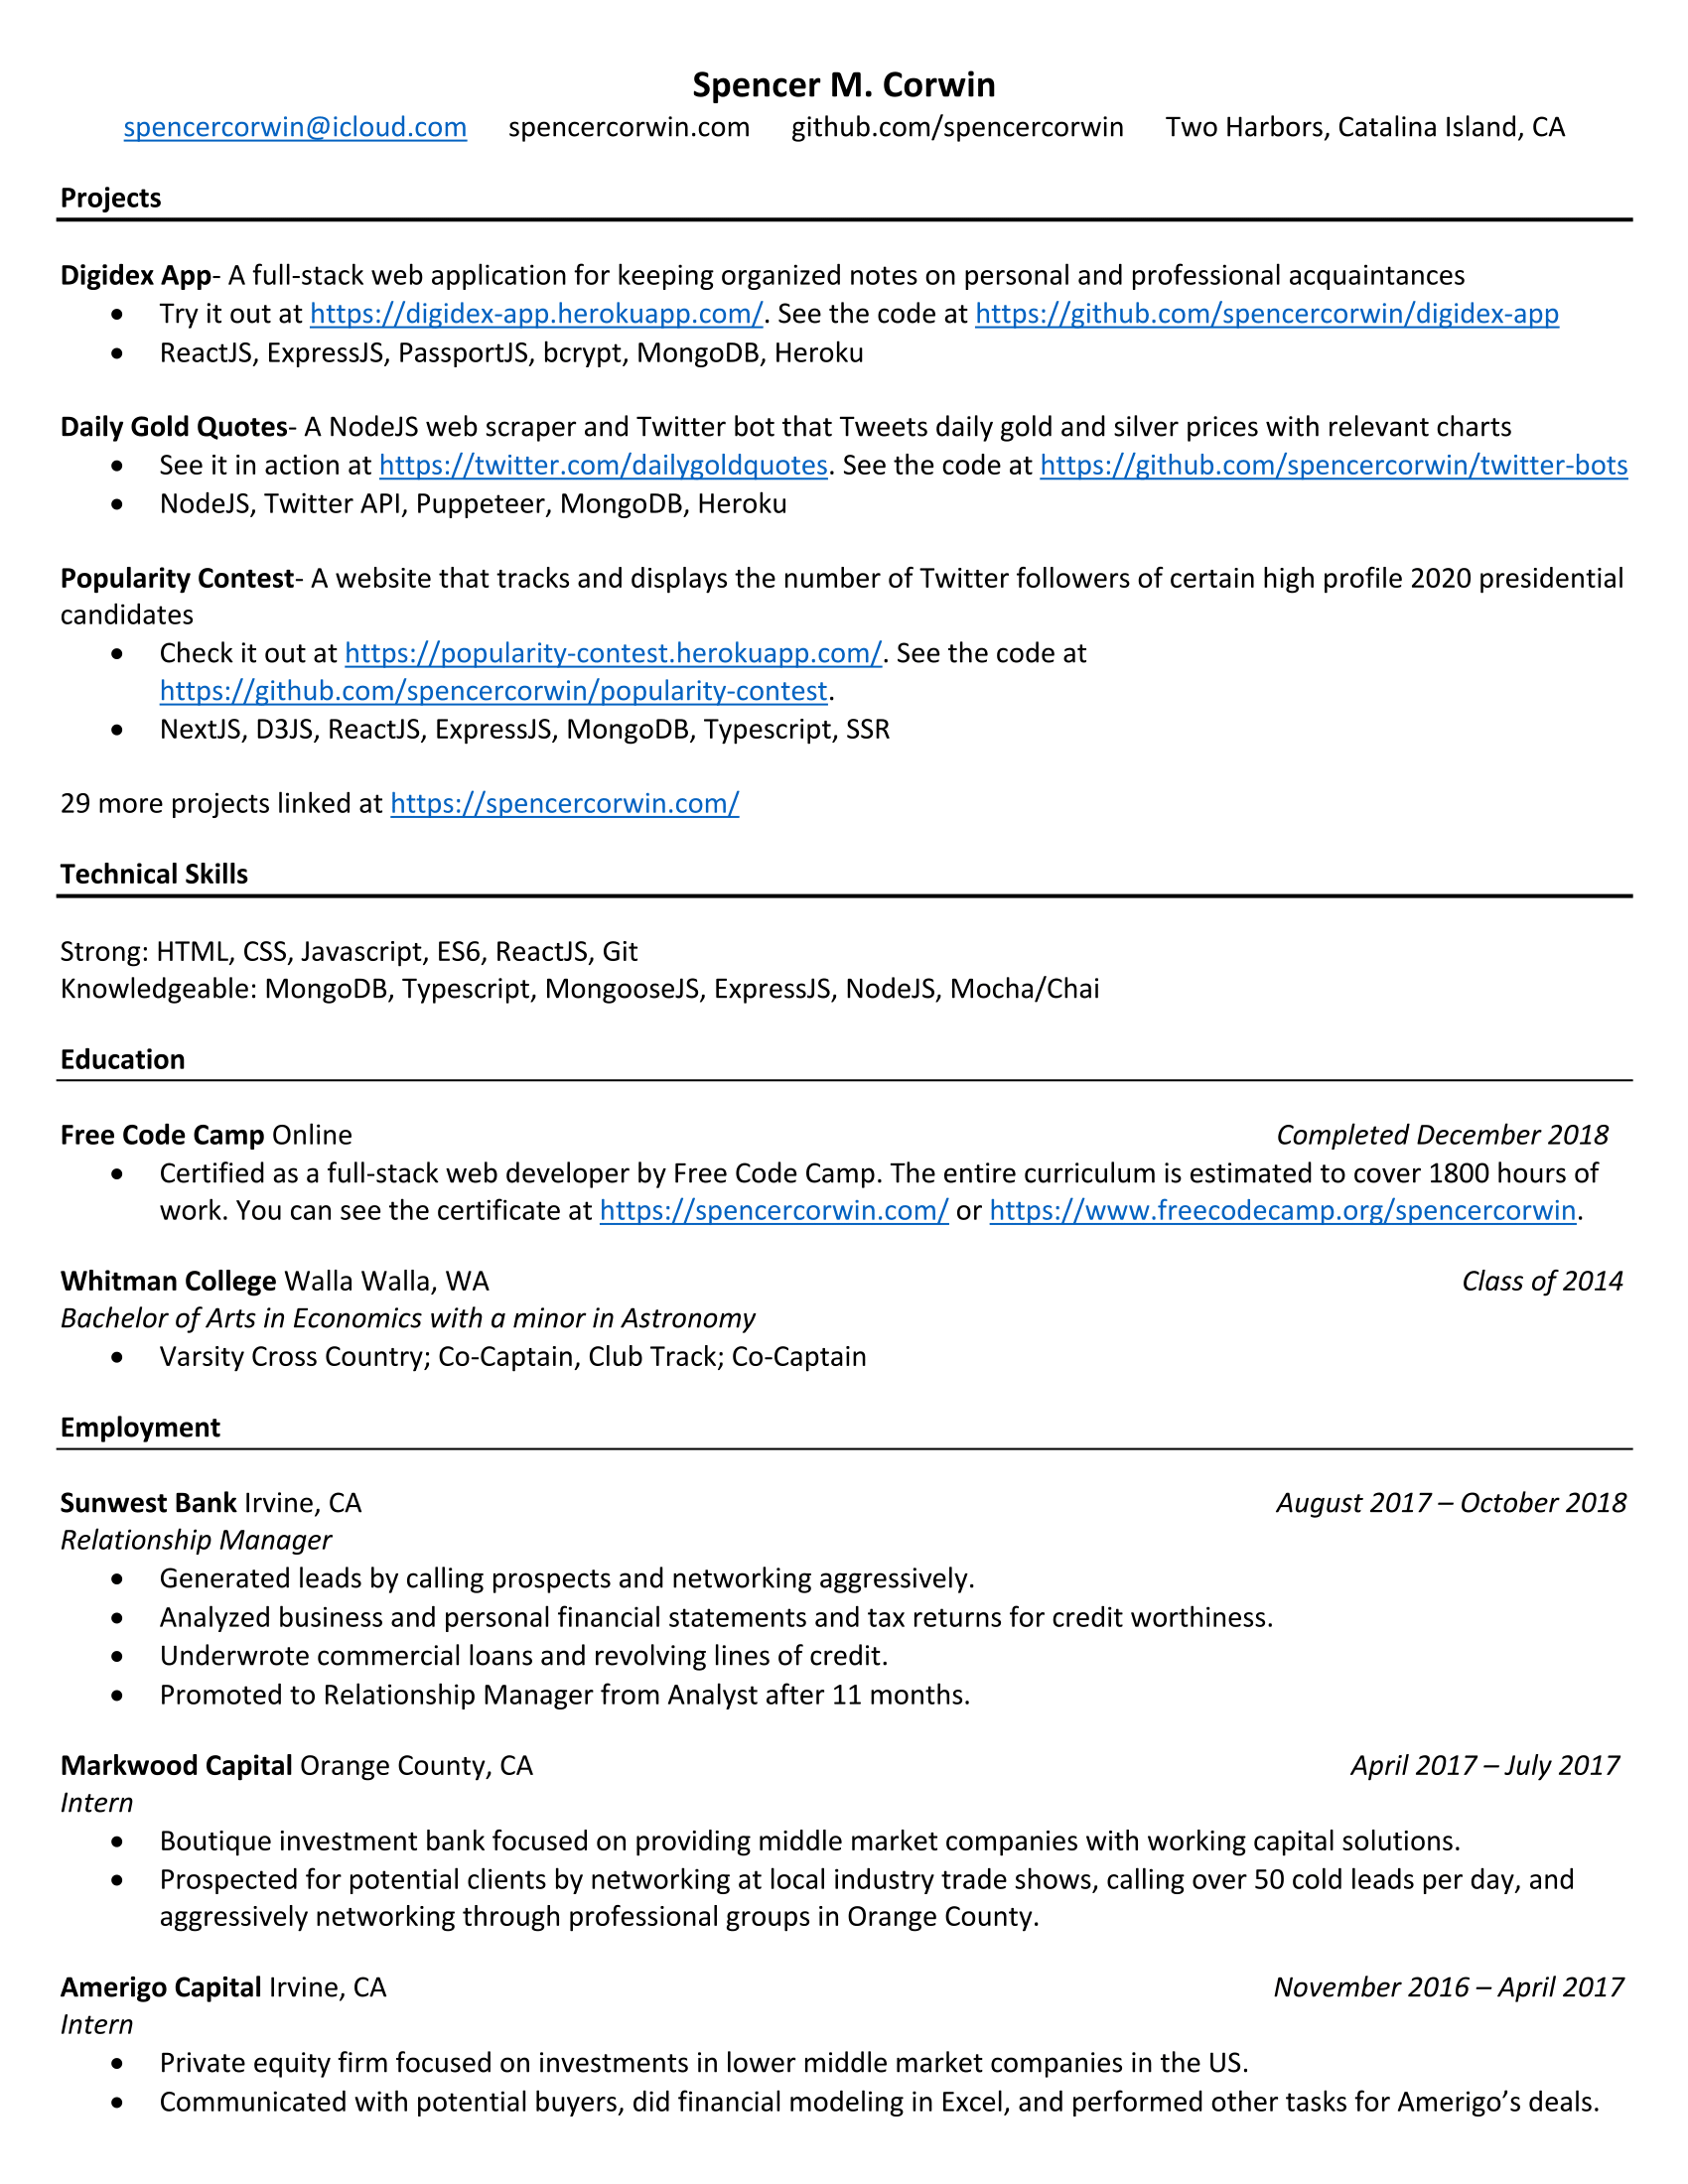 Spencer M. Corwin
spencercorwin@icloud.com spencercorwin.com github.com/spencercorwin Two Harbors, Catalina Island, CA
Projects
Digidex App- A full-stack web application for keeping organized notes on personal and professional acquaintances
• Try it out at https://digidex-app.herokuapp.com/. See the code at https://github.com/spencercorwin/digidex-app
• ReactJS, ExpressJS, PassportJS, bcrypt, MongoDB, Heroku
Daily Gold Quotes- A NodeJS web scraper and Twitter bot that Tweets daily gold and silver prices with relevant charts
• See it in action at https://twitter.com/dailygoldquotes. See the code at https://github.com/spencercorwin/twitter-bots
• NodeJS, Twitter API, Puppeteer, MongoDB, Heroku
Popularity Contest- A website that tracks and displays the number of Twitter followers of certain high profile 2020 presidential
candidates
• Check it out at https://popularity-contest.herokuapp.com/. See the code at
https://github.com/spencercorwin/popularity-contest.
• NextJS, D3JS, ReactJS, ExpressJS, MongoDB, Typescript, SSR
29 more projects linked at https://spencercorwin.com/
Technical Skills
Strong: HTML, CSS, Javascript, ES6, ReactJS, Git
Knowledgeable: MongoDB, Typescript, MongooseJS, ExpressJS, NodeJS, Mocha/Chai
Education
Free Code Camp Online Completed December 2018
• Certified as a full-stack web developer by Free Code Camp. The entire curriculum is estimated to cover 1800 hours of
work. You can see the certificate at https://spencercorwin.com/ or https://www.freecodecamp.org/spencercorwin.
Whitman College Walla Walla, WA Class of 2014
Bachelor of Arts in Economics with a minor in Astronomy
• Varsity Cross Country; Co-Captain, Club Track; Co-Captain
Employment
Sunwest Bank Irvine, CA August 2017 – October 2018
Relationship Manager
• Generated leads by calling prospects and networking aggressively.
• Analyzed business and personal financial statements and tax returns for credit worthiness.
• Underwrote commercial loans and revolving lines of credit.
• Promoted to Relationship Manager from Analyst after 11 months.
Markwood Capital Orange County, CA April 2017 – July 2017
Intern
• Boutique investment bank focused on providing middle market companies with working capital solutions.
• Prospected for potential clients by networking at local industry trade shows, calling over 50 cold leads per day, and
aggressively networking through professional groups in Orange County.
Amerigo Capital Irvine, CA November 2016 – April 2017
Intern
• Private equity firm focused on investments in lower middle market companies in the US.
• Communicated with potential buyers, did financial modeling in Excel, and performed other tasks for Amerigo’s deals.